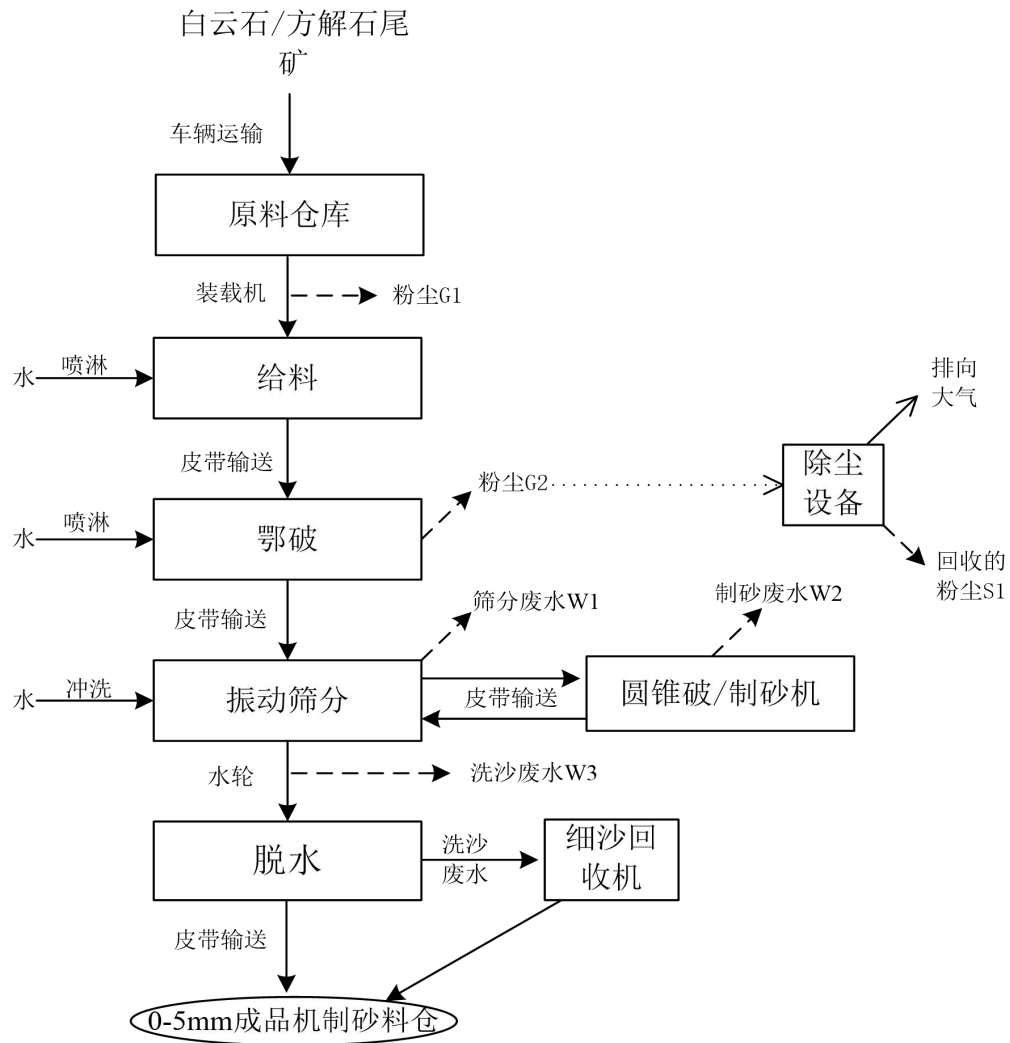 白云石/方解石尾
矿
车辆运输
原料仓库
装载机
粉尘G1
水
喷淋
给料
排向
大气
皮带输送
粉尘G2
除尘
设备
水
喷淋
鄂破
回收的
粉尘S1
皮带输送
筛分废水W1
制砂废水W2
水
冲洗
振动筛分
皮带输送
圆锥破/制砂机
水轮
洗沙废水W3
脱水
洗沙
废水
细沙回
收机
皮带输送
0-5mm成品机制砂料仓